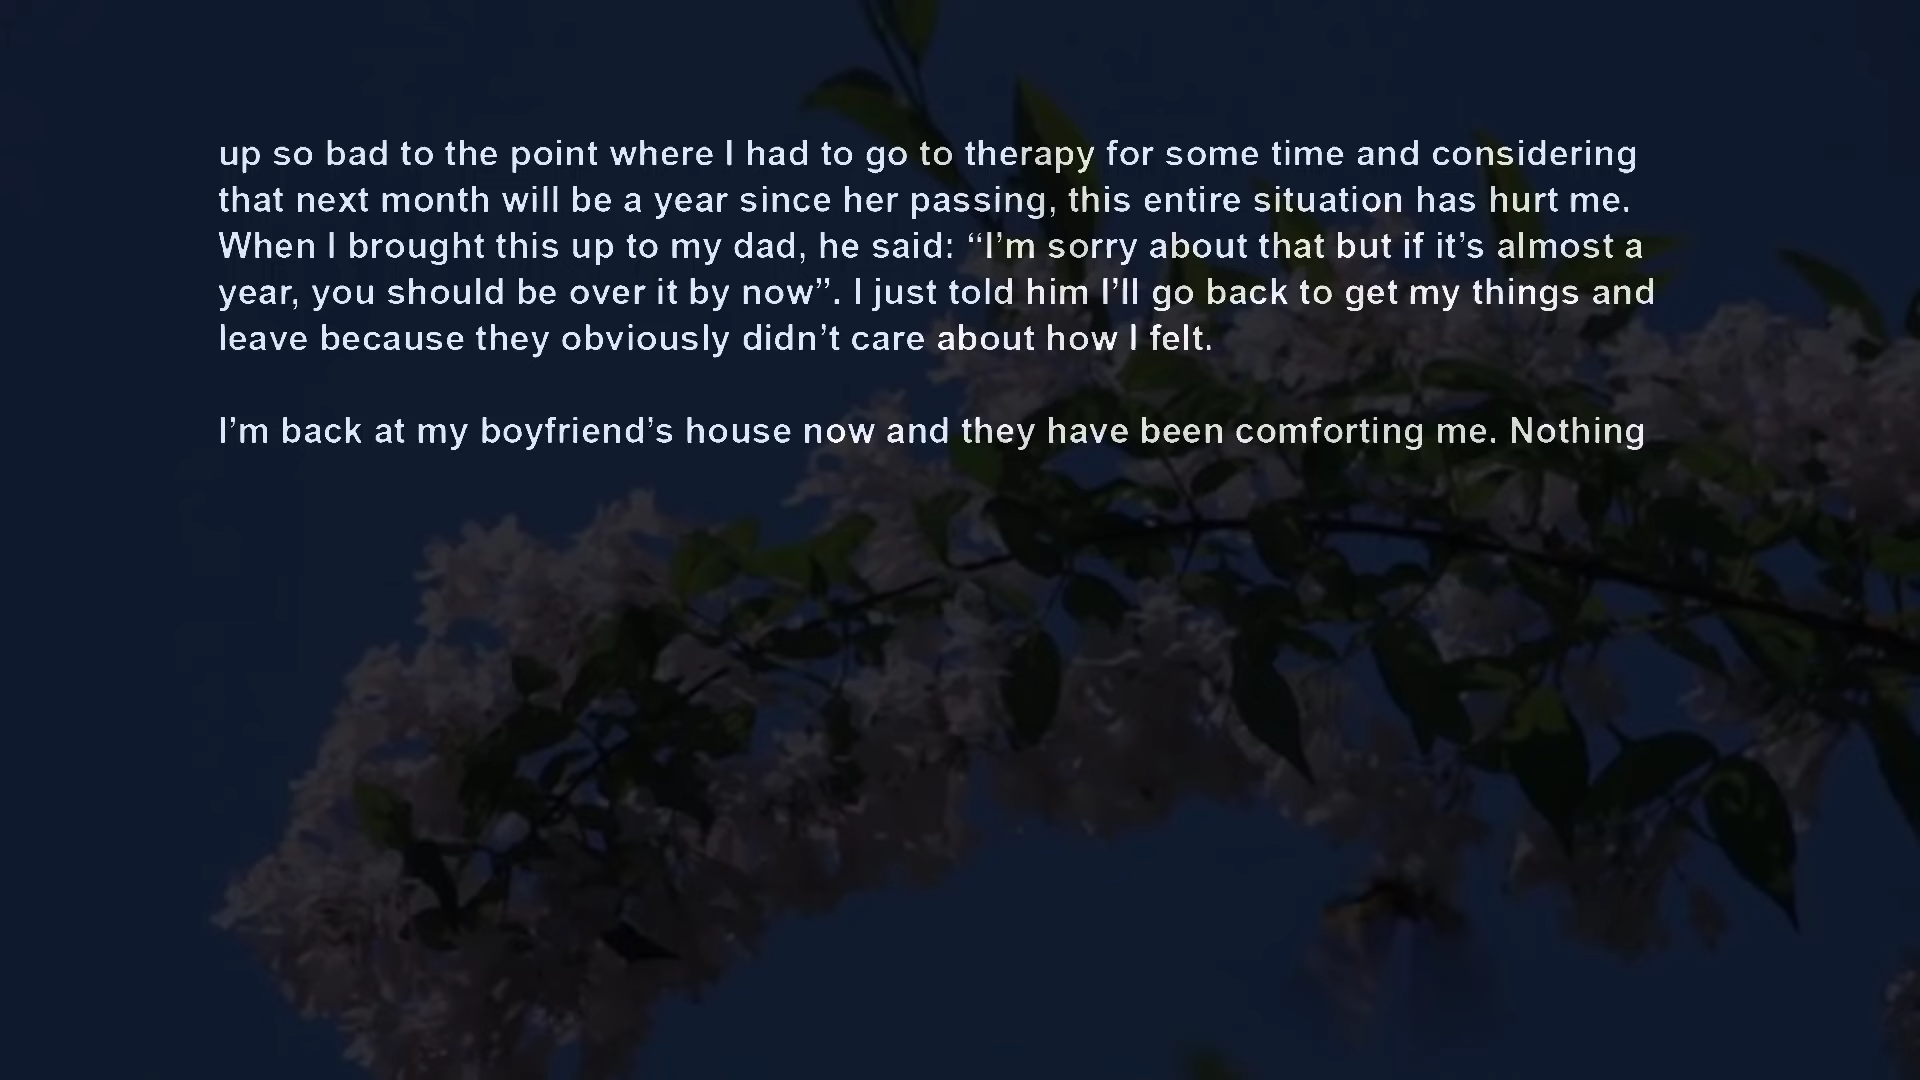 up so bad to the point where I had to go to therapy for some time and considering
that next month will be a year since her passing, this entire situation has hurt me.
When I brought this up to my dad, he said: “I’m sorry about that but if it’s almost a
year, you should be over it by now”. I just told him I’ll go back to get my things and
leave because they obviously didn’t care about how I felt.
I’m back at my boyfriend’s house now and they have been comforting me. Nothing